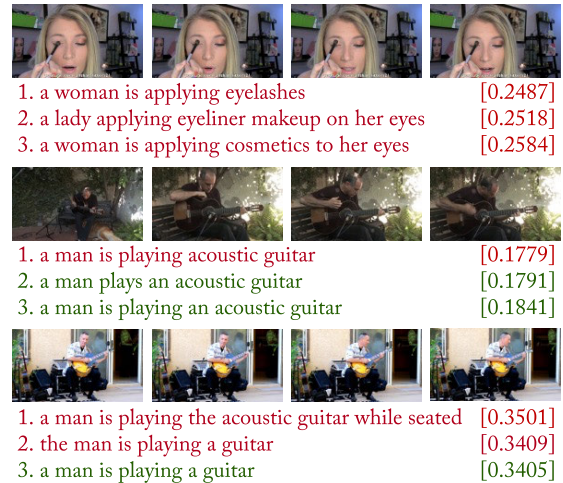 1. a woman is applying eyelashes [0.2487]
2. a lady applying eyeliner makeup on her eyes [0.2518]
3. a woman is applying cosmetics to her eyes [0.2584]
1. a man is playing acoustic guitar [0.1779]
2. a man plays an acoustic guitar [0.1791]
3. a man is playing an acoustic guitar [0.1841]
1. a man is playing the acoustic guitar while seated [0.3501]
2. the man is playing a guitar [0.3409]
3. a man is playing a guitar [0.3405]